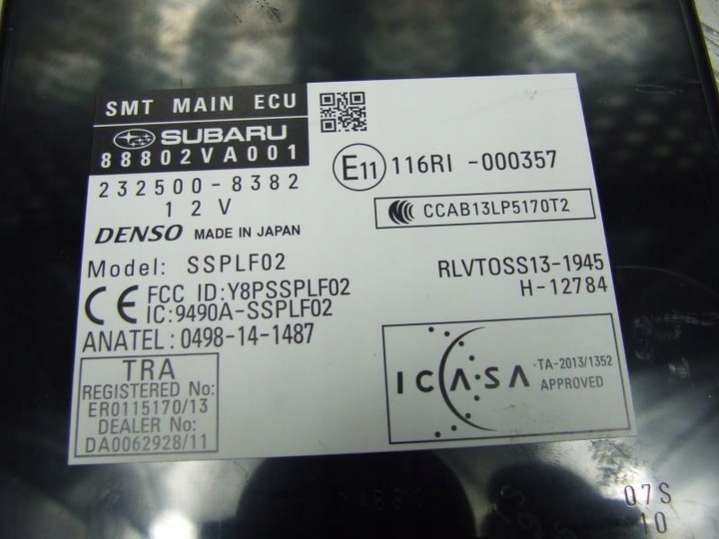 SMT MAIN ECU
SUBARU
88802VA001
232500-8382
12V
DENSO MADE IN JAPAN
Model: SSPLF02
FCC ID:Y8PSSPLF02
IC:9490A-SSPLF02
ANATEL:0498-14-1487
TRA
REGISTERED No:
ER0115170/13
DEALER No:
DA0062928/11
E11 116RI -000357
CCAB13LP5170T2
RLVTOSS13-1945
H-12784
ICASA
TA-2013/1352
APPROVED
07S
10